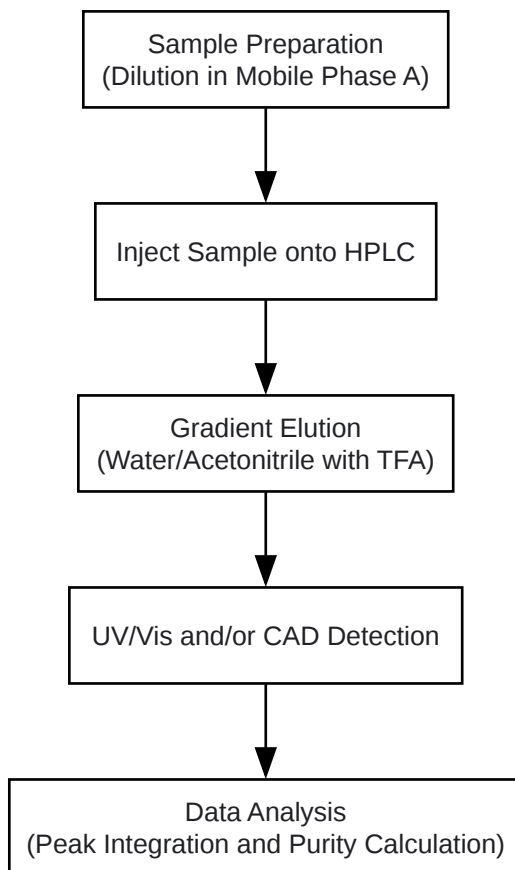 Sample Preparation
(Dilution in Mobile Phase A)
Inject Sample onto HPLC
Gradient Elution
(Water/Acetonitrile with TFA)
UV/Vis and/or CAD Detection
Data Analysis
(Peak Integration and Purity Calculation)